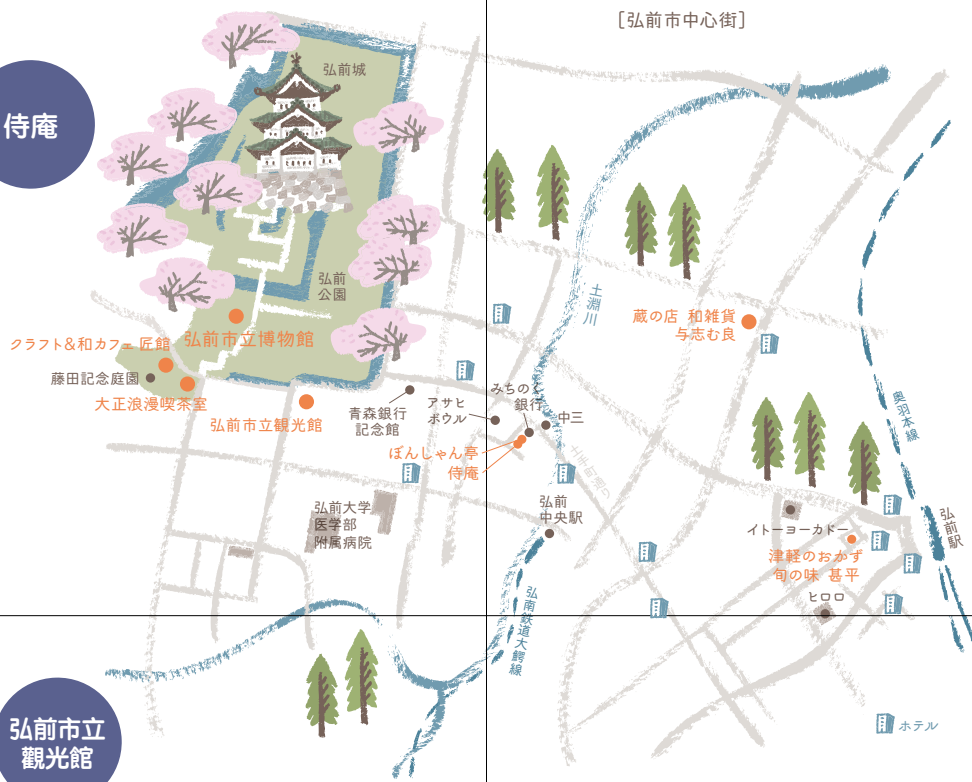 [弘前市中心街]
弘前城
侍庵
弘前
公園
土淵川
蔵の店 和雑貨
与志む良
弘前市立博物館
クラフト&和カフェ 匠館
藤田記念庭園
大正浪漫喫茶室
弘前市立観光館
青森銀行
記念館
アサヒ
ボウル
みちのく
銀行
中三
ぽんしゃん亭
侍庵
奥羽本線
弘前大学
医学部
附属病院
弘前
中央駅
弘前駅
イトーヨーカドー
津軽のおかず
旬の味 甚平
ヒロロ
弘南鉄道大鰐線
弘前市立
觀光館
ホテル